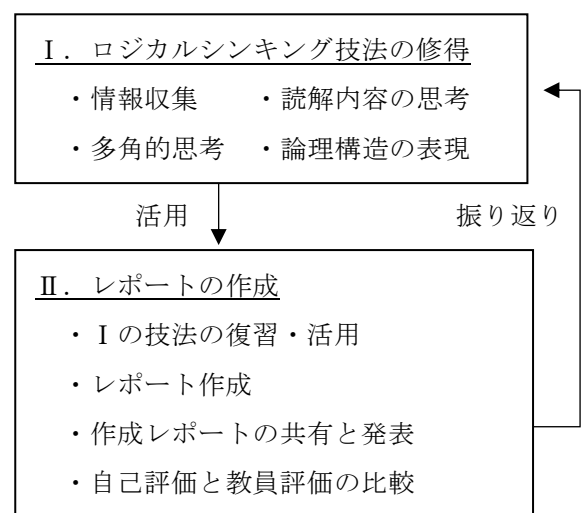 Ⅰ．ロジカルシンキング技法の修得
・情報収集　・読解内容の思考
・多角的思考　・論理構造の表現
活用　振り返り
Ⅱ．レポートの作成
・Ⅰの技法の復習・活用
・レポート作成
・作成レポートの共有と発表
・自己評価と教員評価の比較